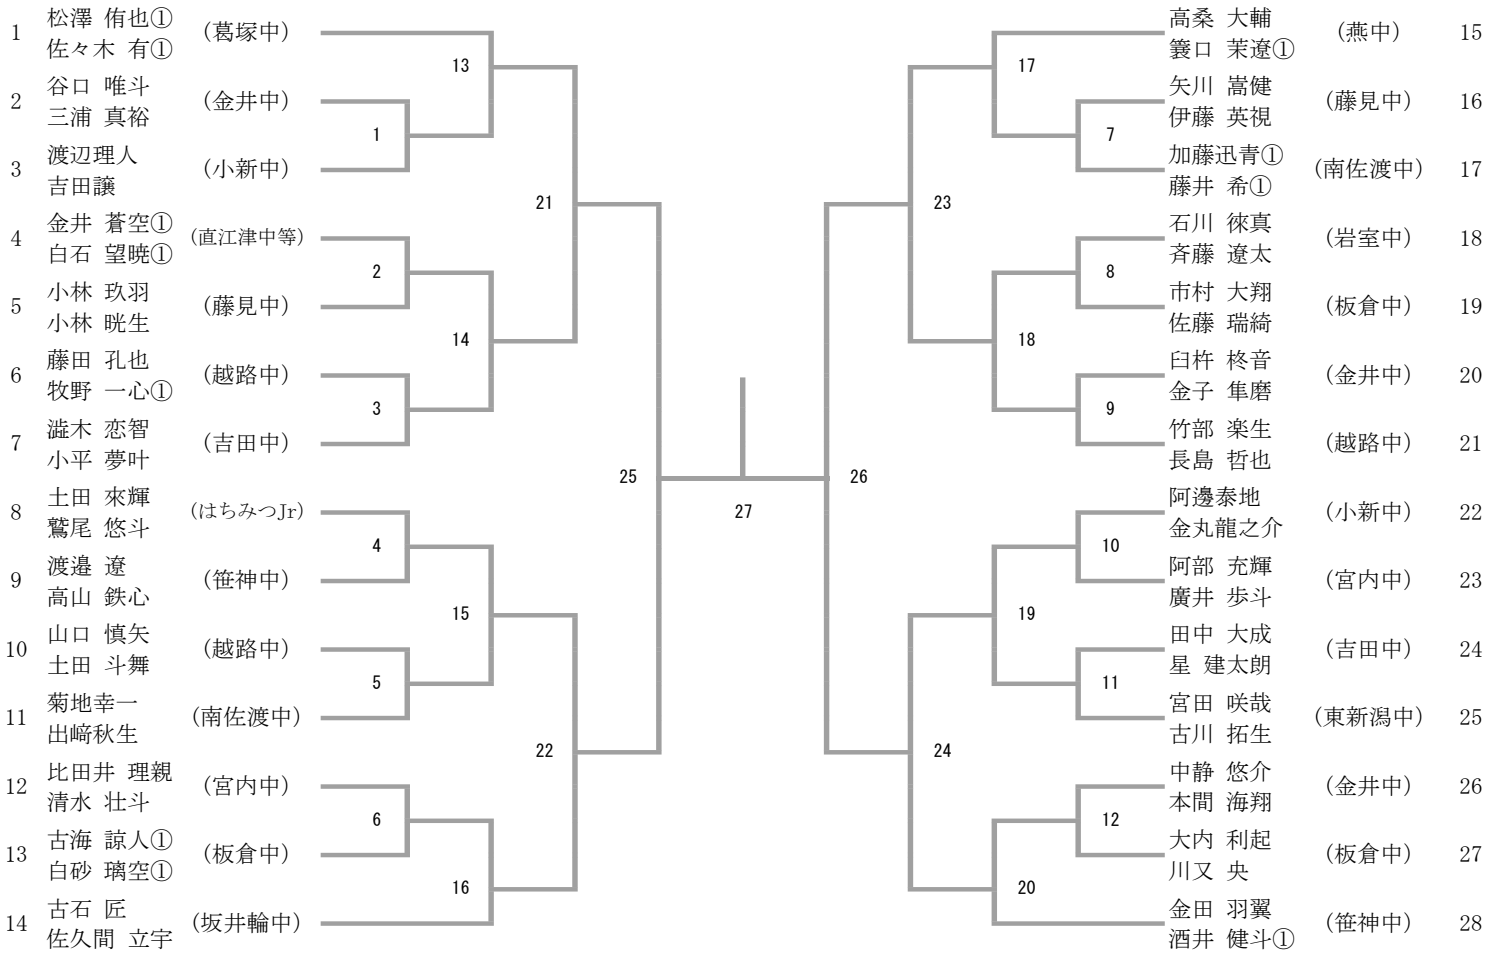 1 松澤 侑也① (葛塚中)
佐々木 有①
2 谷口 唯斗 (金井中)
三浦 真裕
3 渡辺理人 (小新中)
吉田譲
4 金井 蒼空① (直江津中等)
白石 望暁①
5 小林 玖羽 (藤見中)
小林 晄生
6 藤田 孔也 (越路中)
牧野 一心①
7 澁木 恋智 (吉田中)
小平 夢叶
8 土田 來輝 (はちみつJr)
鷲尾 悠斗
9 渡邉 遼 (笹神中)
高山 鉄心
10 山口 慎矢 (越路中)
土田 斗舞
11 菊地幸一 (南佐渡中)
出﨑秋生
12 比田井 理親 (宮内中)
清水 壮斗
13 古海 諒人① (板倉中)
白砂 璃空①
14 古石 匠 (坂井輪中)
佐久間 立宇
13
1
21
2
14
3
25
4
15
5
22
6
16
27
17
7
23
8
18
9
26
10
19
11
24
12
20
高桑 大輔 (燕中) 15
簑口 茉遼①
矢川 嵩健 (藤見中) 16
伊藤 英視
加藤迅青① (南佐渡中) 17
藤井 希①
石川 徠真 (岩室中) 18
斉藤 遼太
市村 大翔 (板倉中) 19
佐藤 瑞綺
臼杵 柊音 (金井中) 20
金子 隼磨
竹部 楽生 (越路中) 21
長島 哲也
阿邊泰地 (小新中) 22
金丸龍之介
阿部 充輝 (宮内中) 23
廣井 歩斗
田中 大成 (吉田中) 24
星 建太朗
宮田 咲哉 (東新潟中) 25
古川 拓生
中静 悠介 (金井中) 26
本間 海翔
大内 利起 (板倉中) 27
川又 央
金田 羽翼 (笹神中) 28
酒井 健斗①